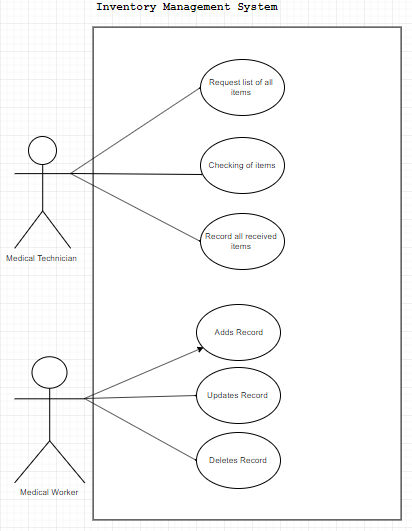 Inventory Management System
Request list of all
items
Checking of items
Record all received
items
Medical Technician
Adds Record
Updates Record
Deletes Record
Medical Worker